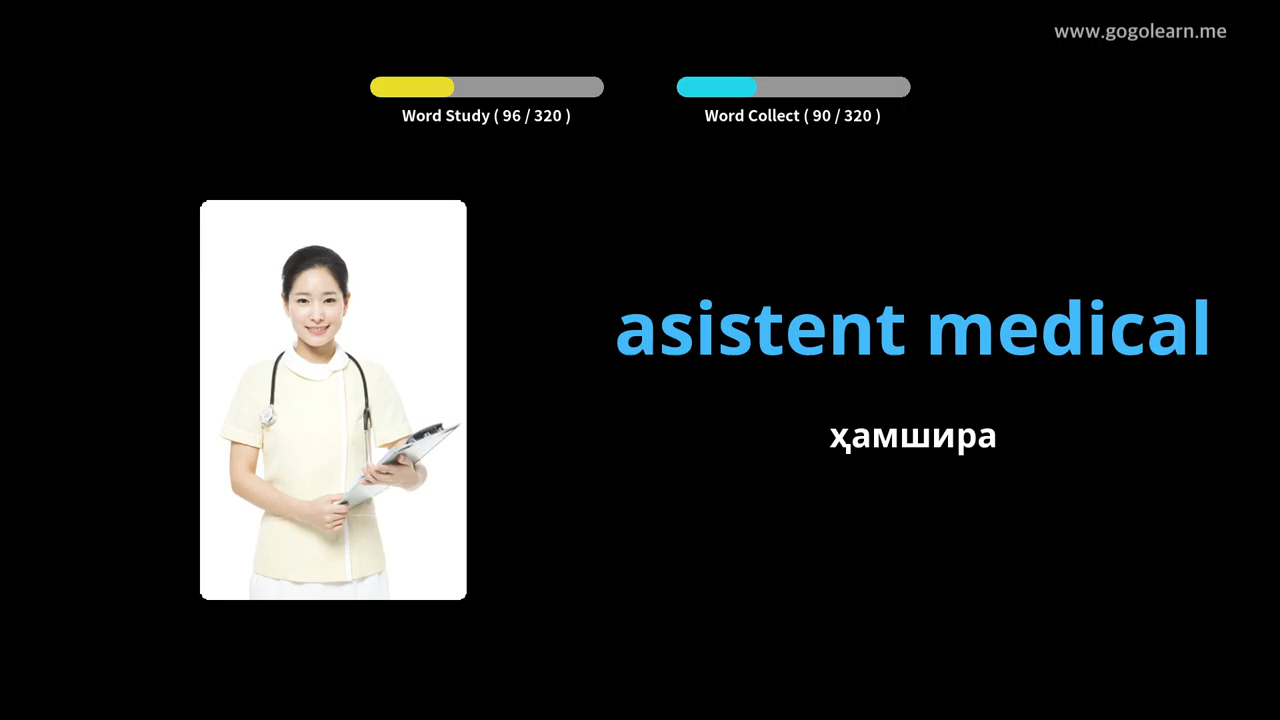 www.gogolearn.me
Word Study ( 96 / 320 )
Word Collect ( 90 / 320 )
asistent medical
ҳамшира